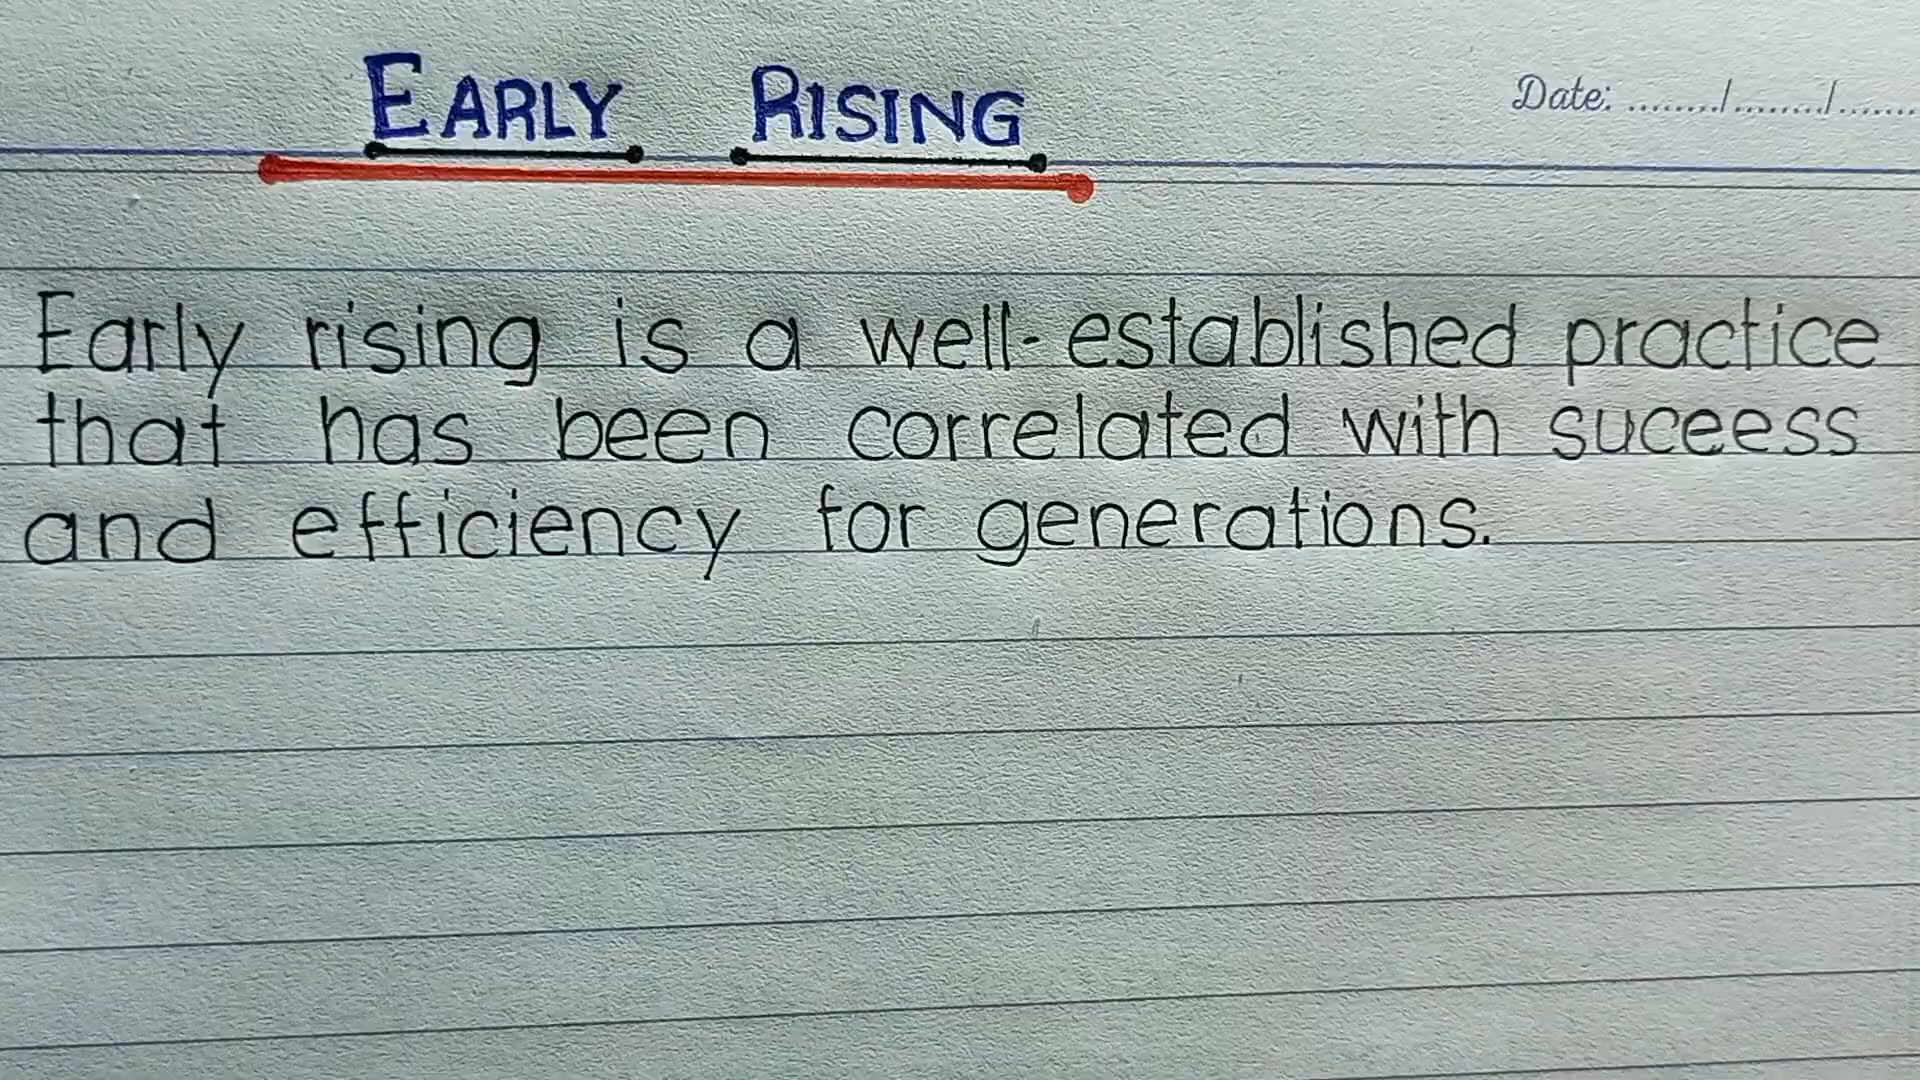 EARLY RISING
Date: ......../......../.......
Early rising is a well-established practice
that has been correlated with suceess
and efficiency for generations.